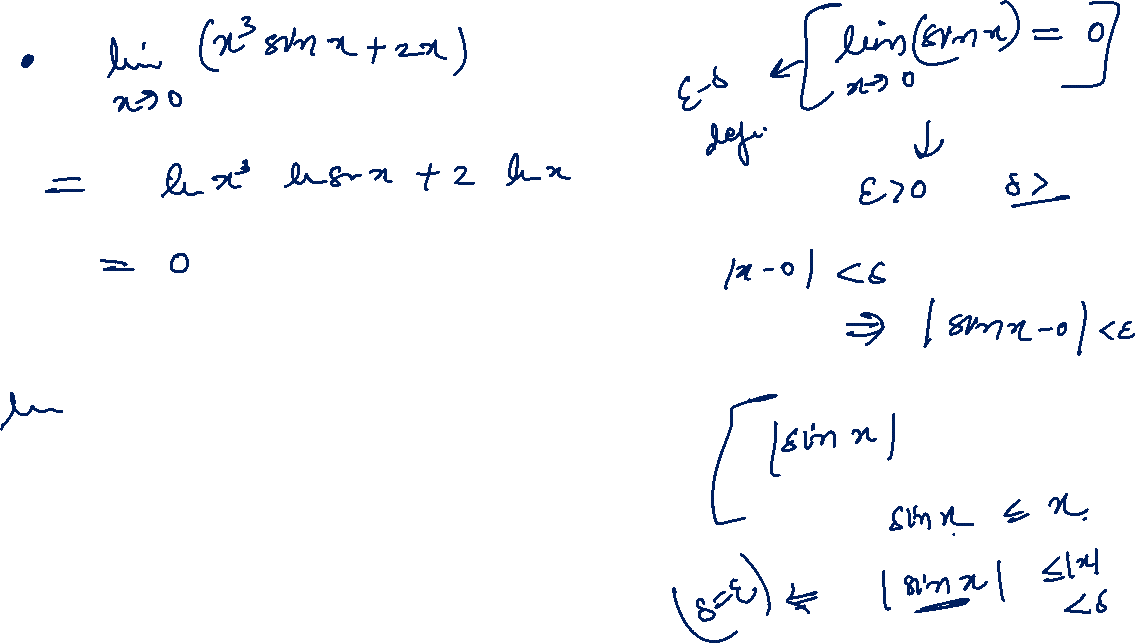 • lim (x³ sin x + 2x)
x→0
= lim x³ lim sin x + 2 lim x
= 0
lim
ε-δ defn. ← [lim (sin x) = 0]
x→0
↓
ε>0 δ>
|x-0| <δ
⇒ |sin x-0| <ε
[|sin x|
sin x ≤ x.
(δ=ε) ⇐ |sin x| ≤|x|
<δ